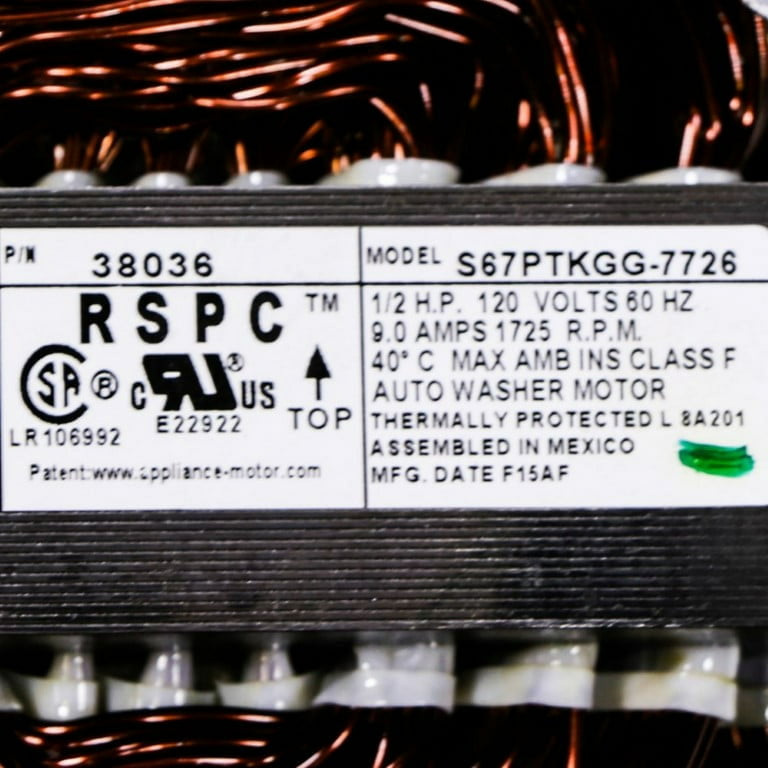 P/N 38036
RSPC ™
SA ®
C RU ® US
TOP
LR106992
E22922
Patent:www.appliance-motor.com
MODEL S67PTKGG-7726
1/2 H.P. 120 VOLTS 60 HZ
9.0 AMPS 1725 R.P.M.
40° C MAX AMB INS CLASS F
AUTO WASHER MOTOR
THERMALLY PROTECTED L 8A201
ASSEMBLED IN MEXICO
MFG. DATE F15AF